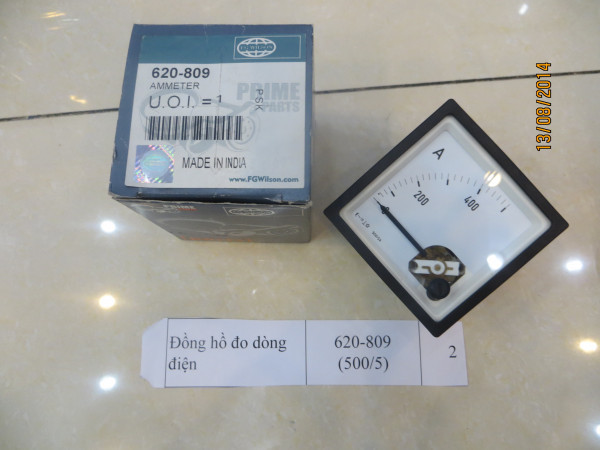 620-809
AMMETER
PRIME
PARTS
PSK
U.O.I. = 1
MADE IN INDIA
www.FGWilson.com
A
200
400
13/08/2014
Đồng hồ đo dòng
điện
620-809
(500/5)
2